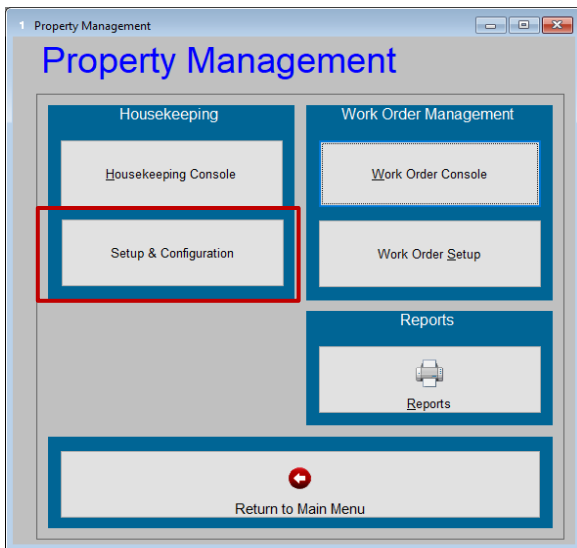 1 Property Management
Property Management
Housekeeping
Housekeeping Console
Setup & Configuration
Work Order Management
Work Order Console
Work Order Setup
Reports
Reports
Return to Main Menu